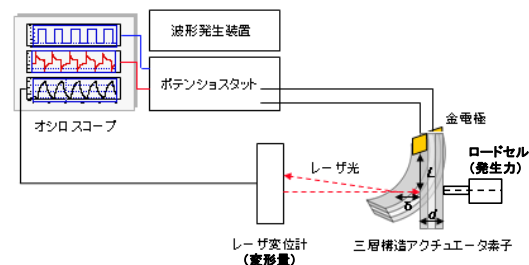 波形発生装置
ポテンショスタット
オシロスコープ
金電極
ロードセル
(発生力)
レーザ光
L
δ
d
レーザ変位計
(変形量)
三層構造アクチュエータ素子